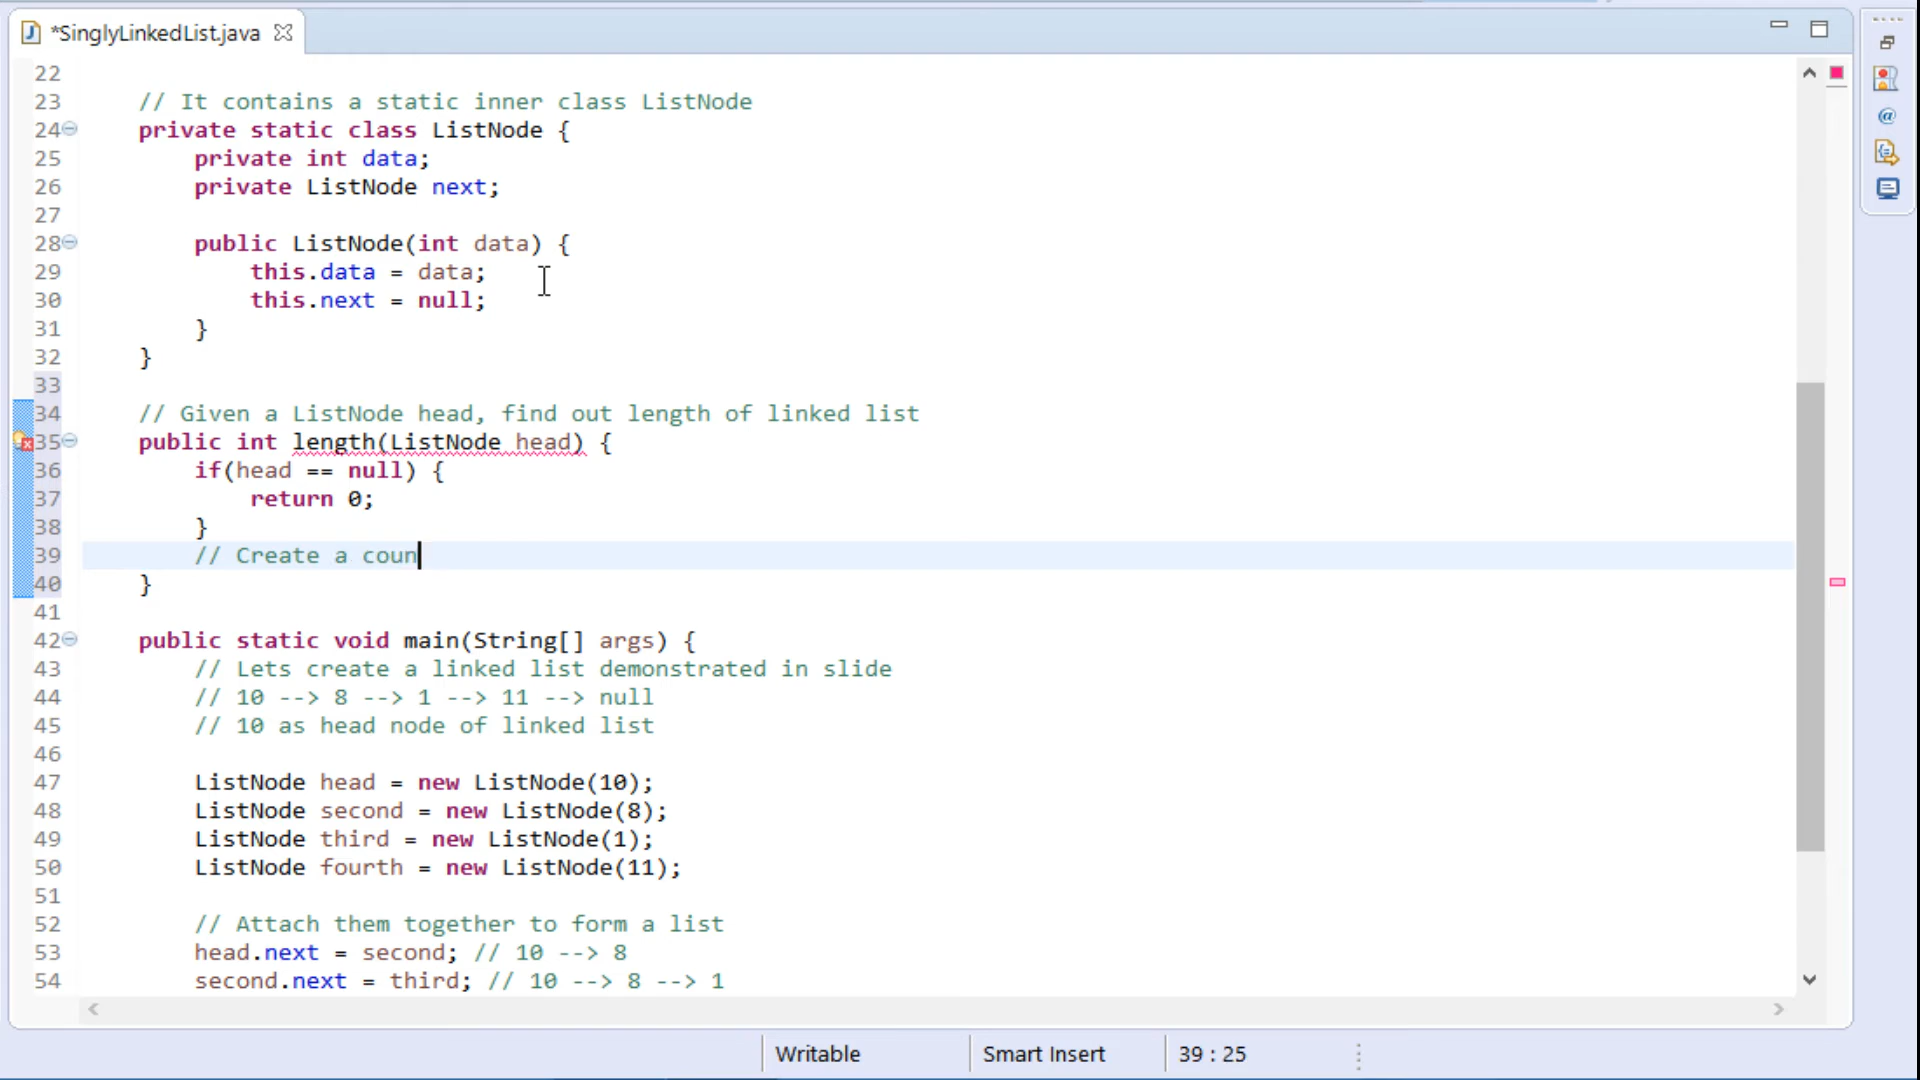 *SinglyLinkedList.java
22
23 // It contains a static inner class ListNode
24 private static class ListNode {
25 private int data;
26 private ListNode next;
27
28 public ListNode(int data) {
29 this.data = data;
30 this.next = null;
31 }
32 }
33
34 // Given a ListNode head, find out length of linked list
35 public int length(ListNode head) {
36 if(head == null) {
37 return 0;
38 }
39 // Create a coun
40 }
41
42 public static void main(String[] args) {
43 // Lets create a linked list demonstrated in slide
44 // 10 --> 8 --> 1 --> 11 --> null
45 // 10 as head node of linked list
46
47 ListNode head = new ListNode(10);
48 ListNode second = new ListNode(8);
49 ListNode third = new ListNode(1);
50 ListNode fourth = new ListNode(11);
51
52 // Attach them together to form a list
53 head.next = second; // 10 --> 8
54 second.next = third; // 10 --> 8 --> 1
Writable Smart Insert 39 : 25